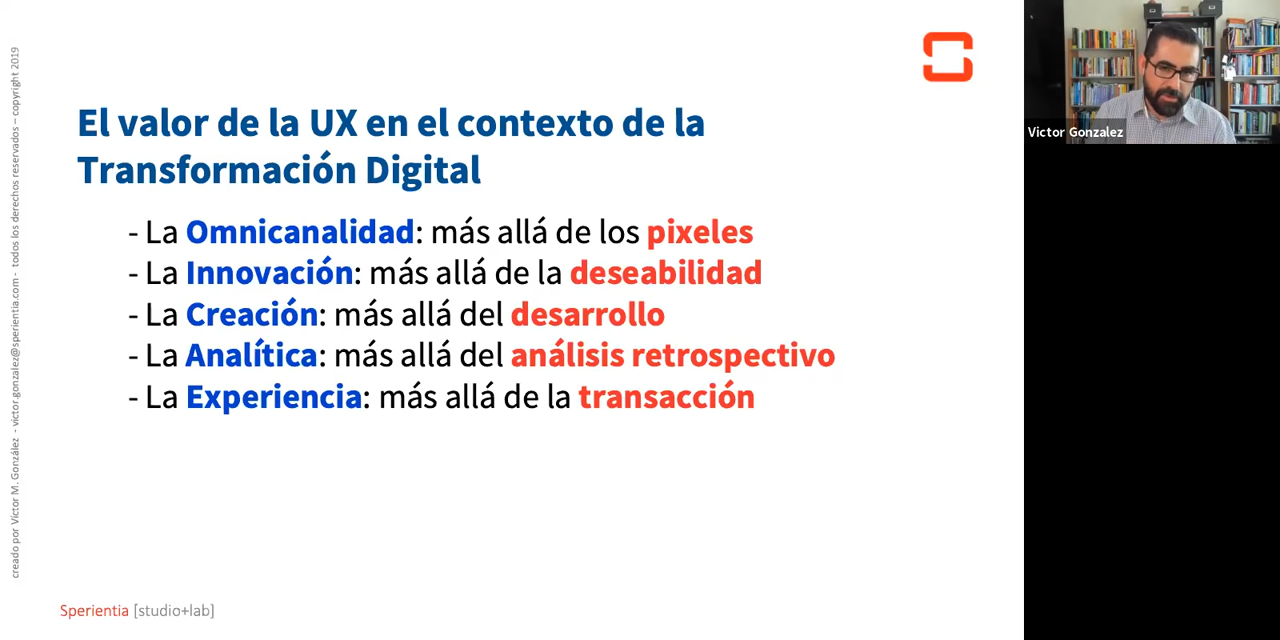 El valor de la UX en el contexto de la
Transformación Digital
- La Omnicanalidad: más allá de los pixeles
- La Innovación: más allá de la deseabilidad
- La Creación: más allá del desarrollo
- La Analítica: más allá del análisis retrospectivo
- La Experiencia: más allá de la transacción
Sperientia [studio+lab]
creado por Víctor M. González - victor.gonzalez@sperientia.com - todos los derechos reservados – copyright 2019
Victor Gonzalez